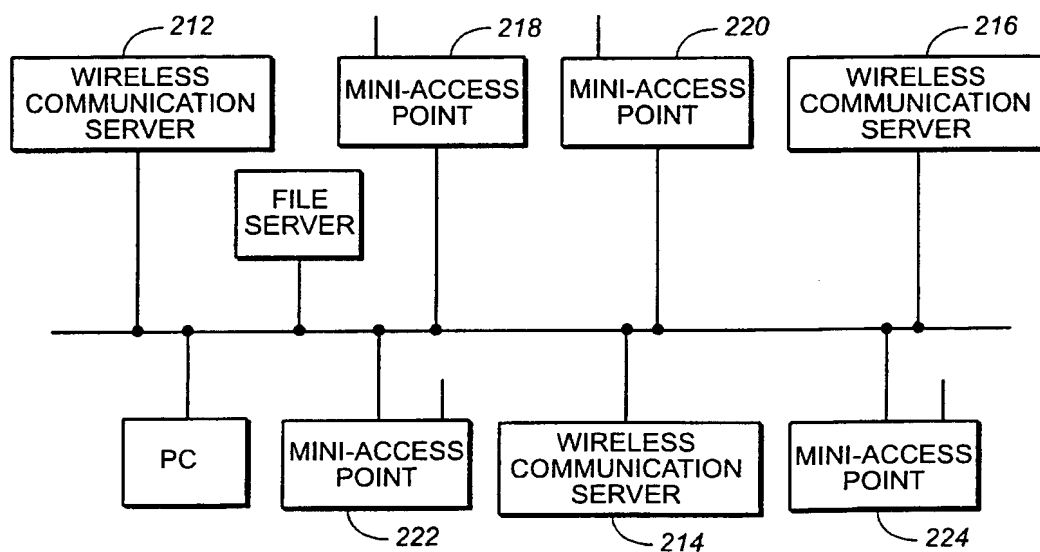 212
218
220
216
WIRELESS
COMMUNICATION
SERVER
MINI-ACCESS
POINT
MINI-ACCESS
POINT
WIRELESS
COMMUNICATION
SERVER
FILE
SERVER
PC
MINI-ACCESS
POINT
WIRELESS
COMMUNICATION
SERVER
MINI-ACCESS
POINT
222
214
224